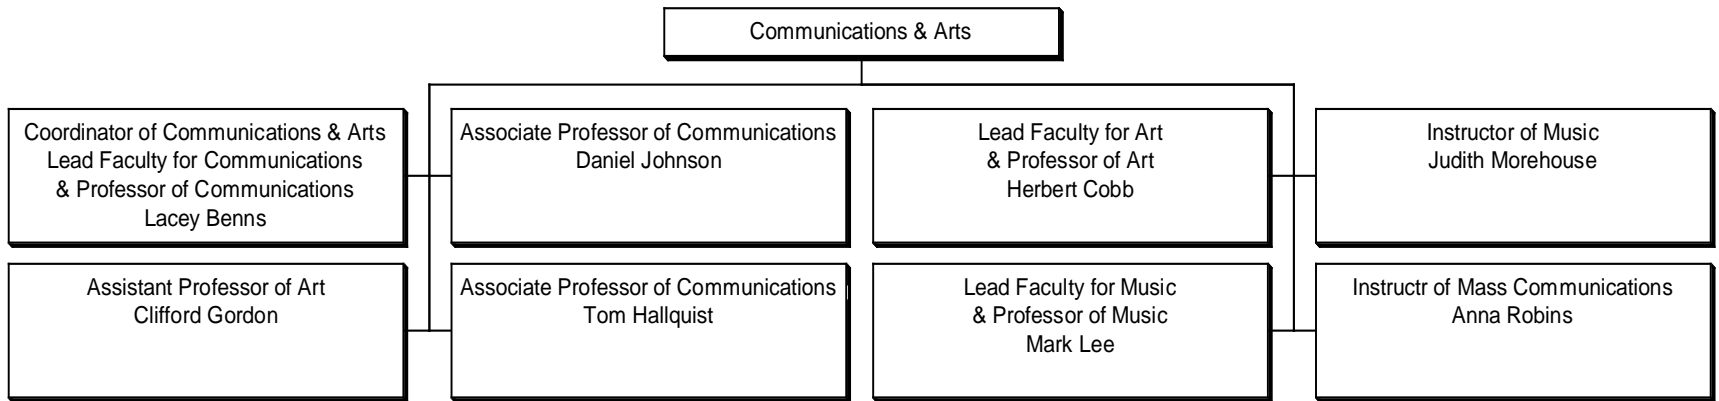 Communications & Arts
Coordinator of Communications & Arts
Lead Faculty for Communications
& Professor of Communications
Lacey Benns
Associate Professor of Communications
Daniel Johnson
Lead Faculty for Art
& Professor of Art
Herbert Cobb
Instructor of Music
Judith Morehouse
Assistant Professor of Art
Clifford Gordon
Associate Professor of Communications
Tom Hallquist
Lead Faculty for Music
& Professor of Music
Mark Lee
Instructr of Mass Communications
Anna Robins